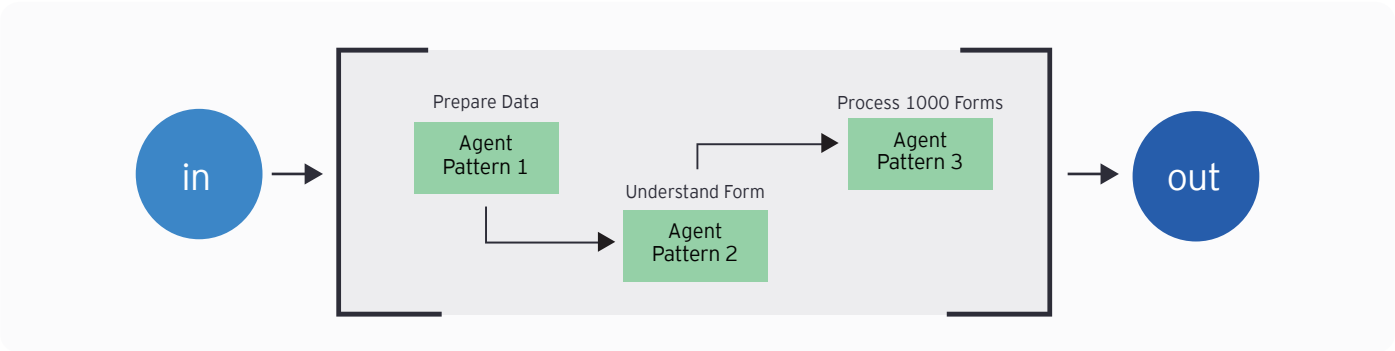 in
Prepare Data
Agent
Pattern 1
Understand Form
Agent
Pattern 2
Process 1000 Forms
Agent
Pattern 3
out